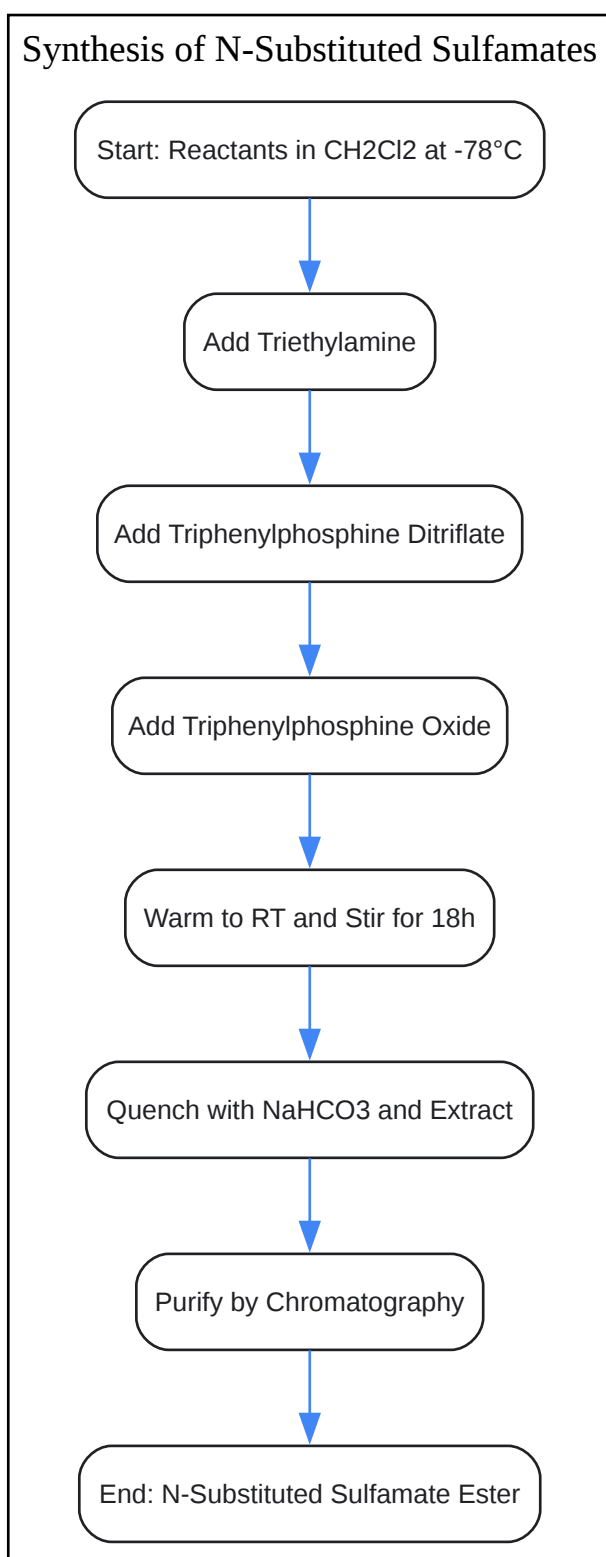 Synthesis of N-Substituted Sulfamates
Start: Reactants in CH2Cl2 at -78°C
Add Triethylamine
Add Triphenylphosphine Ditriflate
Add Triphenylphosphine Oxide
Warm to RT and Stir for 18h
Quench with NaHCO3 and Extract
Purify by Chromatography
End: N-Substituted Sulfamate Ester